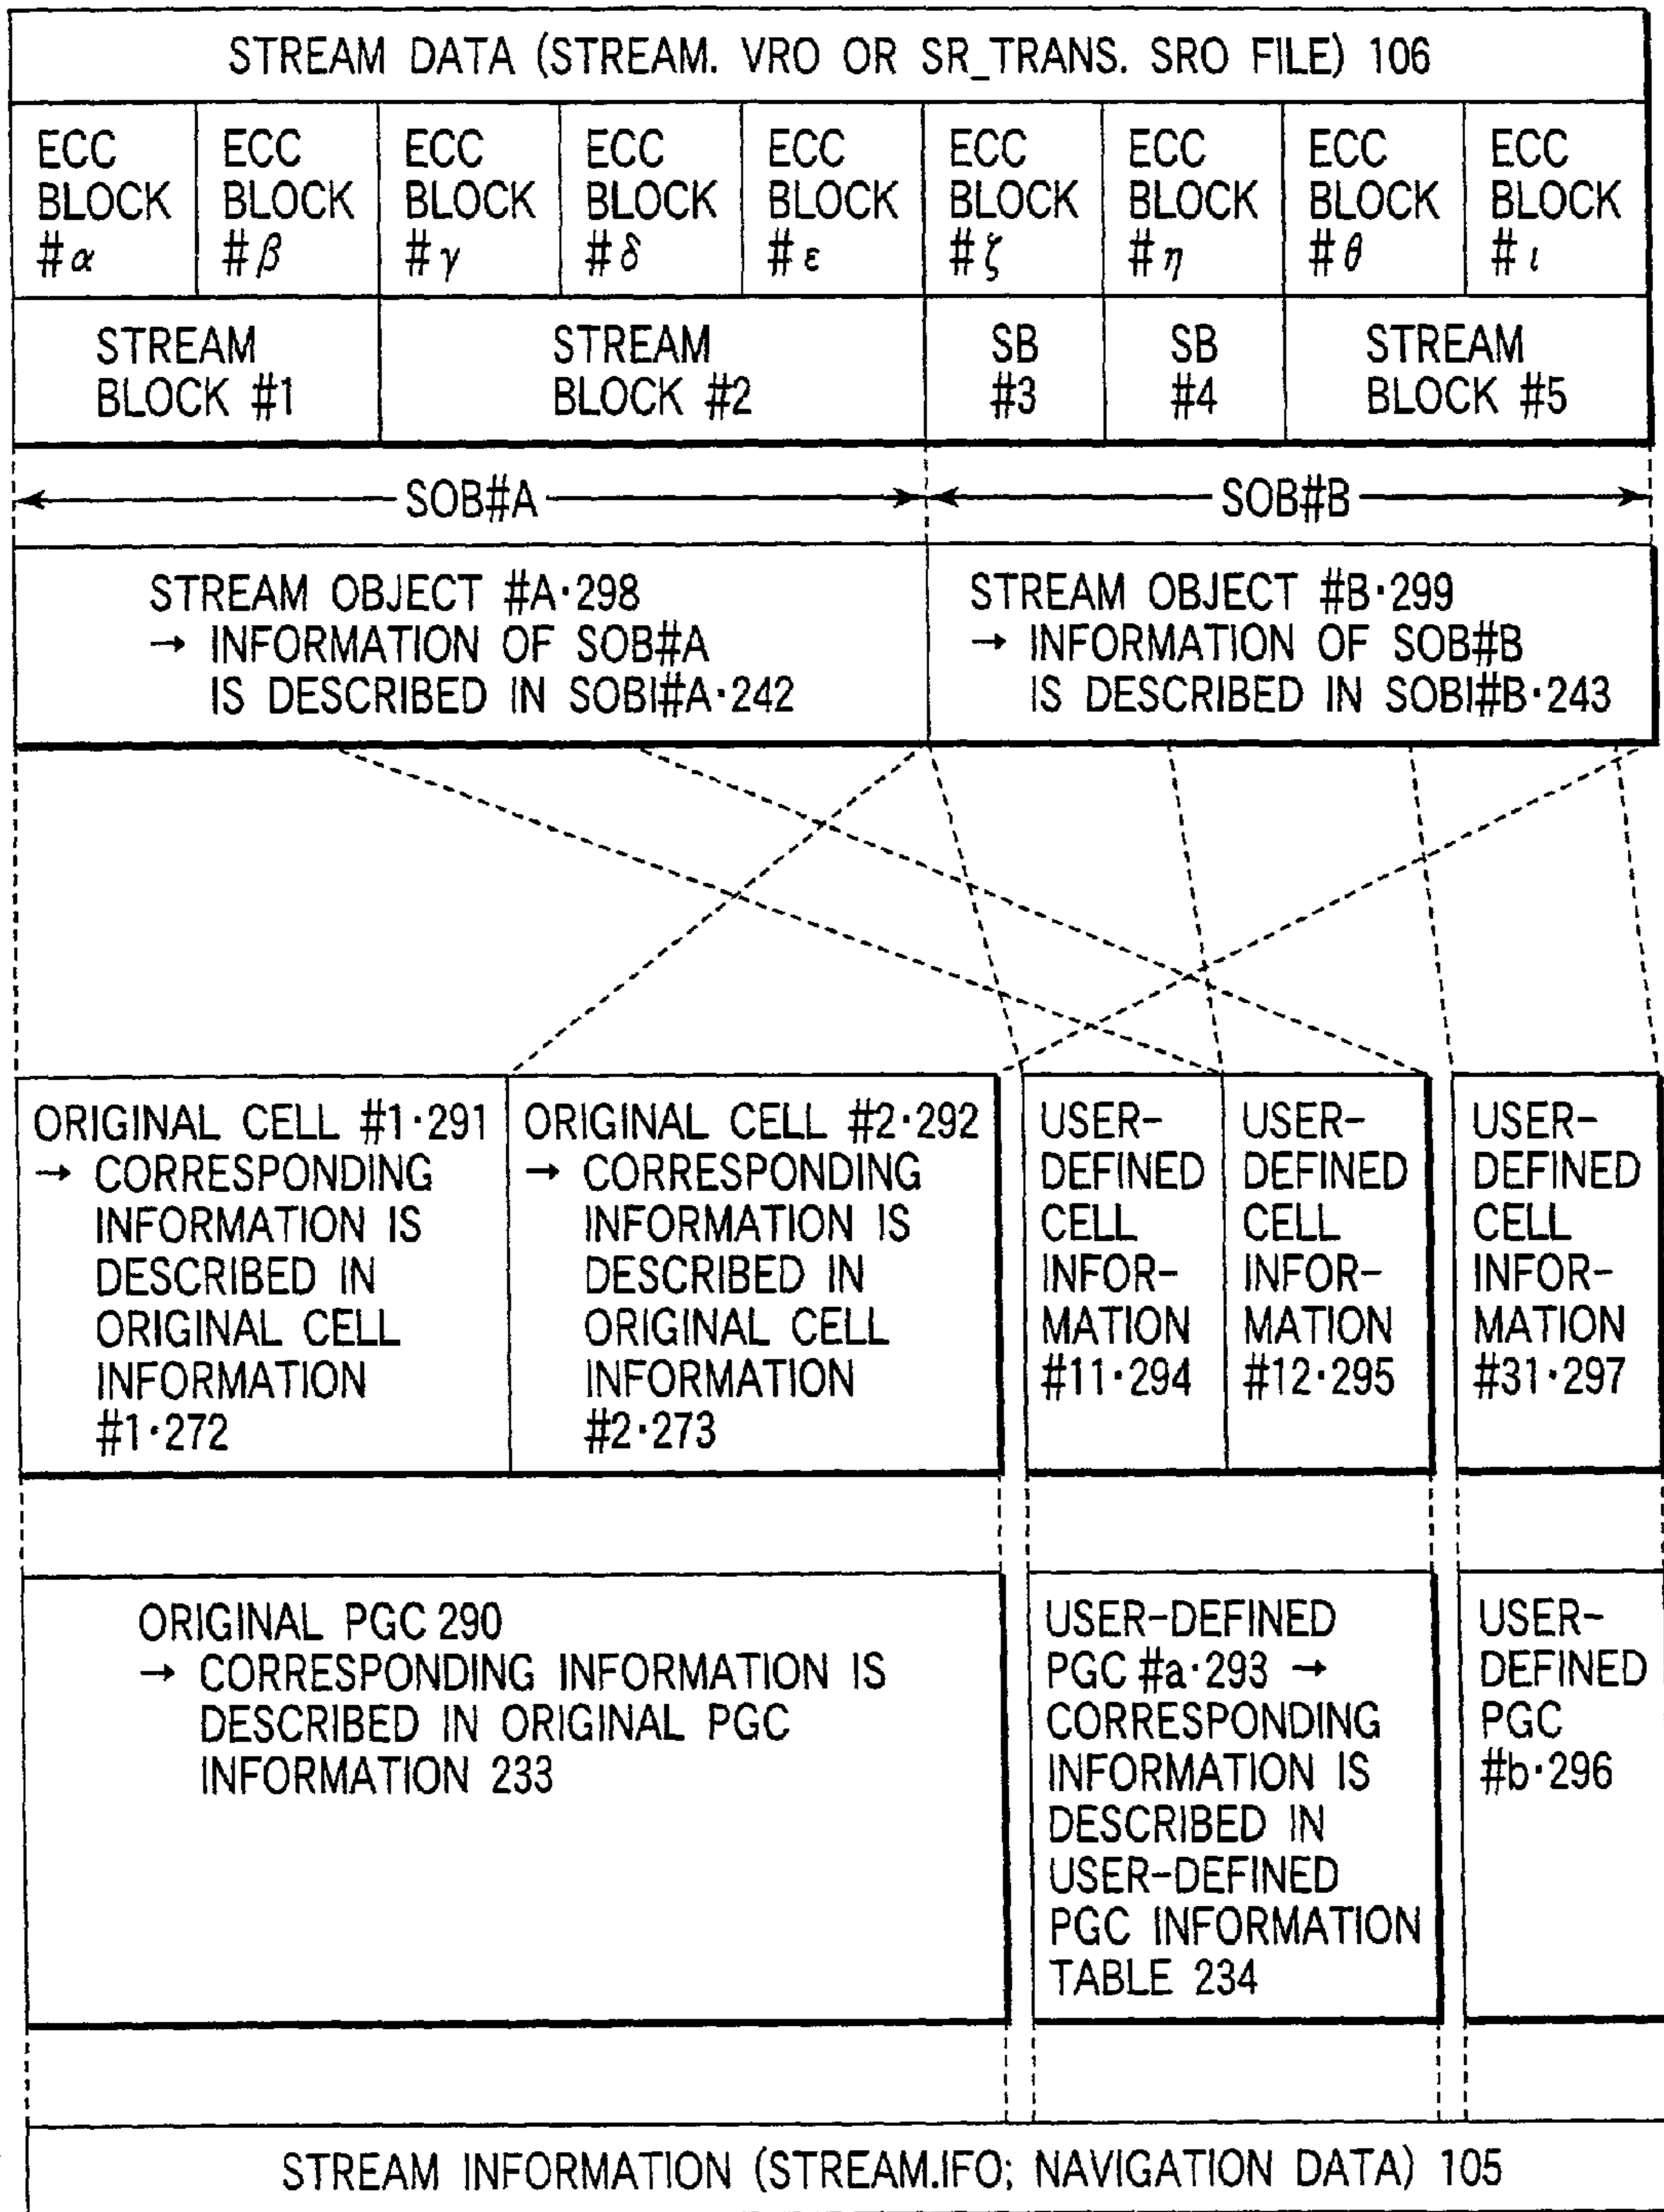 STREAM DATA (STREAM. VRO OR SR_TRANS. SRO FILE) 106
ECC
BLOCK
#α
ECC
BLOCK
#β
ECC
BLOCK
#γ
ECC
BLOCK
#δ
ECC
BLOCK
#ε
ECC
BLOCK
#ζ
ECC
BLOCK
#η
ECC
BLOCK
#θ
ECC
BLOCK
#ι
STREAM
BLOCK #1
STREAM
BLOCK #2
SB
#3
SB
#4
STREAM
BLOCK #5
SOB#A
SOB#B
STREAM OBJECT #A·298
→ INFORMATION OF SOB#A
IS DESCRIBED IN SOBI#A·242
STREAM OBJECT #B·299
→ INFORMATION OF SOB#B
IS DESCRIBED IN SOBI#B·243
ORIGINAL CELL #1·291
→ CORRESPONDING
INFORMATION IS
DESCRIBED IN
ORIGINAL CELL
INFORMATION
#1·272
ORIGINAL CELL #2·292
→ CORRESPONDING
INFORMATION IS
DESCRIBED IN
ORIGINAL CELL
INFORMATION
#2·273
USER-
DEFINED
CELL
INFOR-
MATION
#11·294
USER-
DEFINED
CELL
INFOR-
MATION
#12·295
USER-
DEFINED
CELL
INFOR-
MATION
#31·297
ORIGINAL PGC 290
→ CORRESPONDING INFORMATION IS
DESCRIBED IN ORIGINAL PGC
INFORMATION 233
USER-DEFINED
PGC #a·293 →
CORRESPONDING
INFORMATION IS
DESCRIBED IN
USER-DEFINED
PGC INFORMATION
TABLE 234
USER-
DEFINED
PGC
#b·296
STREAM INFORMATION (STREAM.IFO; NAVIGATION DATA) 105